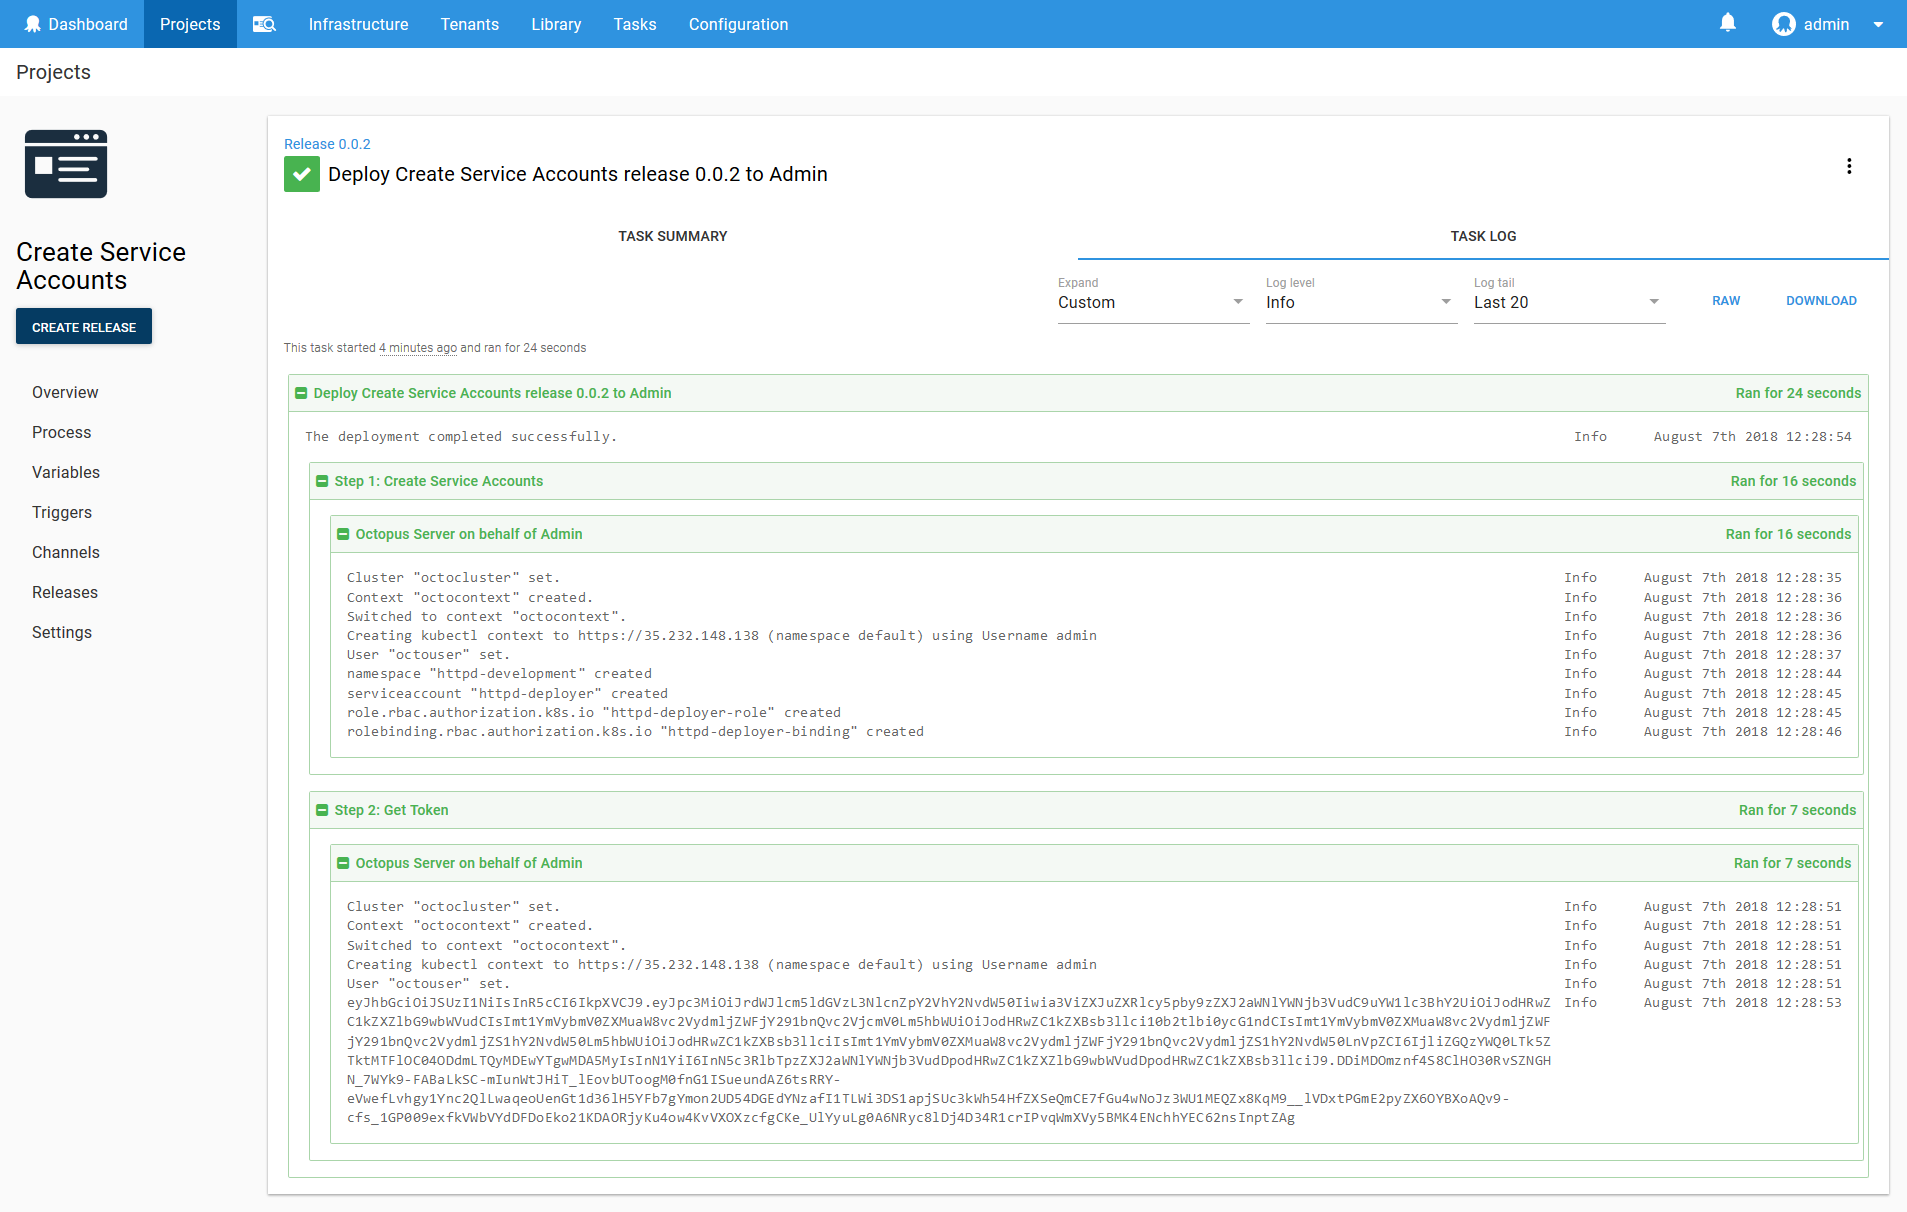 Dashboard Projects Infrastructure Tenants Library Tasks Configuration admin
Projects
Create Service
Accounts
CREATE RELEASE
Overview
Process
Variables
Triggers
Channels
Releases
Settings
Release 0.0.2
Deploy Create Service Accounts release 0.0.2 to Admin
TASK SUMMARY TASK LOG
Expand Log level Log tail
Custom Info Last 20 RAW DOWNLOAD
This task started 4 minutes ago and ran for 24 seconds
Deploy Create Service Accounts release 0.0.2 to Admin Ran for 24 seconds
The deployment completed successfully. Info August 7th 2018 12:28:54
Step 1: Create Service Accounts Ran for 16 seconds
Octopus Server on behalf of Admin Ran for 16 seconds
Cluster "octocluster" set. Info August 7th 2018 12:28:35
Context "octocontext" created. Info August 7th 2018 12:28:36
Switched to context "octocontext". Info August 7th 2018 12:28:36
Creating kubectl context to https://35.232.148.138 (namespace default) using Username admin Info August 7th 2018 12:28:36
User "octouser" set. Info August 7th 2018 12:28:37
namespace "httpd-development" created Info August 7th 2018 12:28:44
serviceaccount "httpd-deployer" created Info August 7th 2018 12:28:45
role.rbac.authorization.k8s.io "httpd-deployer-role" created Info August 7th 2018 12:28:45
rolebinding.rbac.authorization.k8s.io "httpd-deployer-binding" created Info August 7th 2018 12:28:46
Step 2: Get Token Ran for 7 seconds
Octopus Server on behalf of Admin Ran for 7 seconds
Cluster "octocluster" set. Info August 7th 2018 12:28:51
Context "octocontext" created. Info August 7th 2018 12:28:51
Switched to context "octocontext". Info August 7th 2018 12:28:51
Creating kubectl context to https://35.232.148.138 (namespace default) using Username admin Info August 7th 2018 12:28:51
User "octouser" set. Info August 7th 2018 12:28:51
Info August 7th 2018 12:28:53